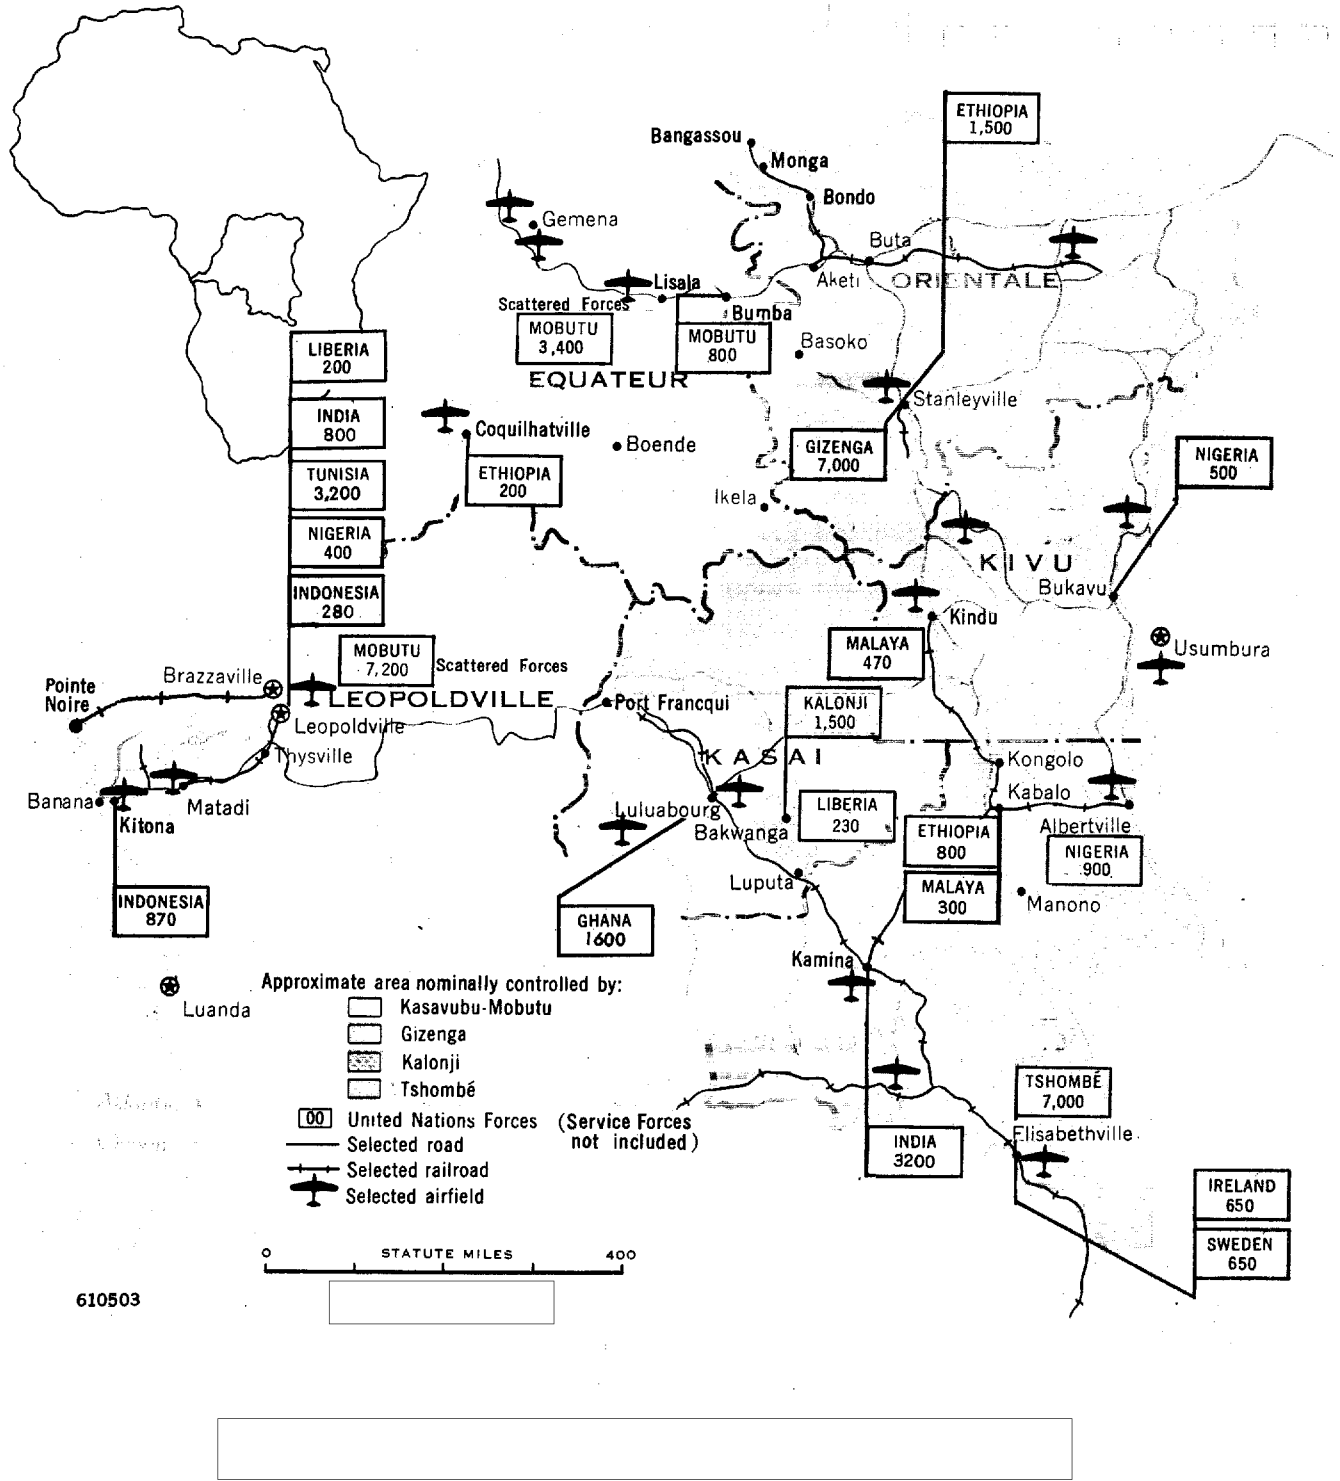 ETHIOPIA
1,500
Bangassou
Monga
Bondo
Gemena
Buta
Aketi
ORIENTALE
Lisala
Scattered Forces
MOBUTU
3,400
Bumba
MOBUTU
800
Basoko
LIBERIA
200
EQUATEUR
Stanleyville
INDIA
800
Coquilhatville
Boende
GIZENGA
7,000
NIGERIA
500
TUNISIA
3,200
ETHIOPIA
200
Ikela
NIGERIA
400
KIVU
Bukavu
INDONESIA
280
Kindu
MALAYA
470
Usumbura
MOBUTU
7,200
Scattered Forces
Brazzaville
Pointe
Noire
LEOPOLDVILLE
Port Francqui
KALONJI
1,500
Leopoldville
Thysville
KASAI
Kongolo
Kabalo
Banana
Matadi
Kitona
Luluabourg
Bakwanga
LIBERIA
230
ETHIOPIA
800
Albertville
NIGERIA
900
Luputa
MALAYA
300
Manono
INDONESIA
870
GHANA
1600
Kamina
Luanda
Approximate area nominally controlled by:
Kasavubu-Mobutu
Gizenga
Kalonji
Tshombé
00 United Nations Forces (Service Forces
not included)
Selected road
Selected railroad
Selected airfield
TSHOMBÉ
7,000
Elisabethville
INDIA
3200
IRELAND
650
SWEDEN
650
0 STATUTE MILES 400
610503